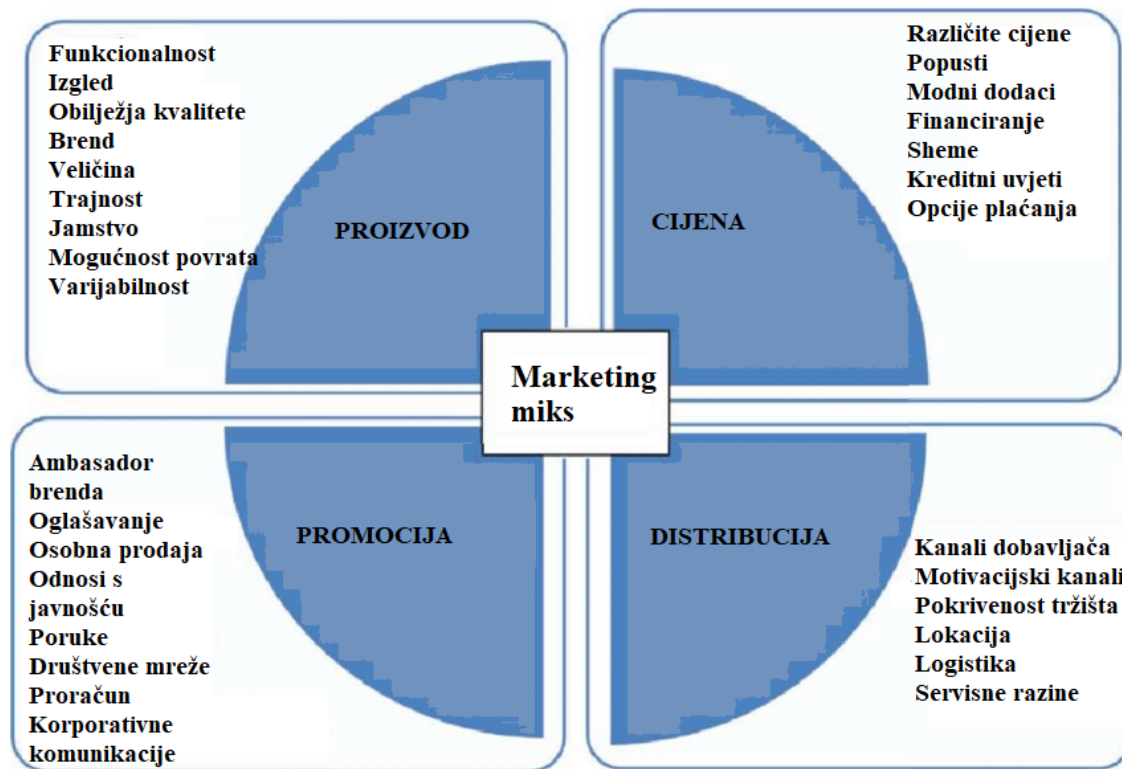 Funkcionalnost
Izgled
Obilježja kvalitete
Brend
Veličina
Trajnost
Jamstvo
Mogućnost povrata
Varijabilnost
PROIZVOD
Različite cijene
Popusti
Modni dodaci
Financiranje
Sheme
Kreditni uvjeti
Opcije plaćanja
CIJENA
Marketing
miks
Ambasador
brenda
Oglašavanje
Osobna prodaja
Odnosi s
javnošću
Poruke
Društvene mreže
Proračun
Korporativne
komunikacije
PROMOCIJA
DISTRIBUCIJA
Kanali dobavljača
Motivacijski kanali
Pokrivenost tržišta
Lokacija
Logistika
Servisne razine